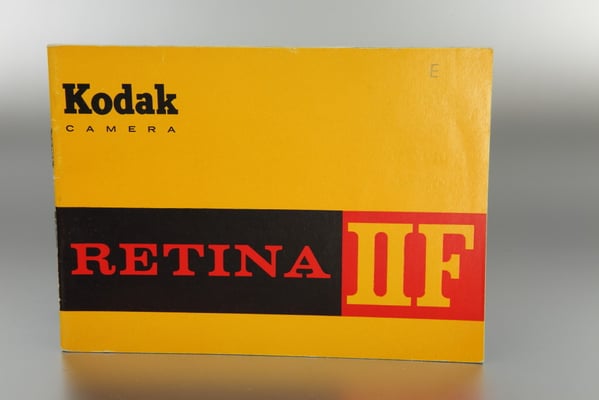 E
Kodak
CAMERA
RETINA IIF